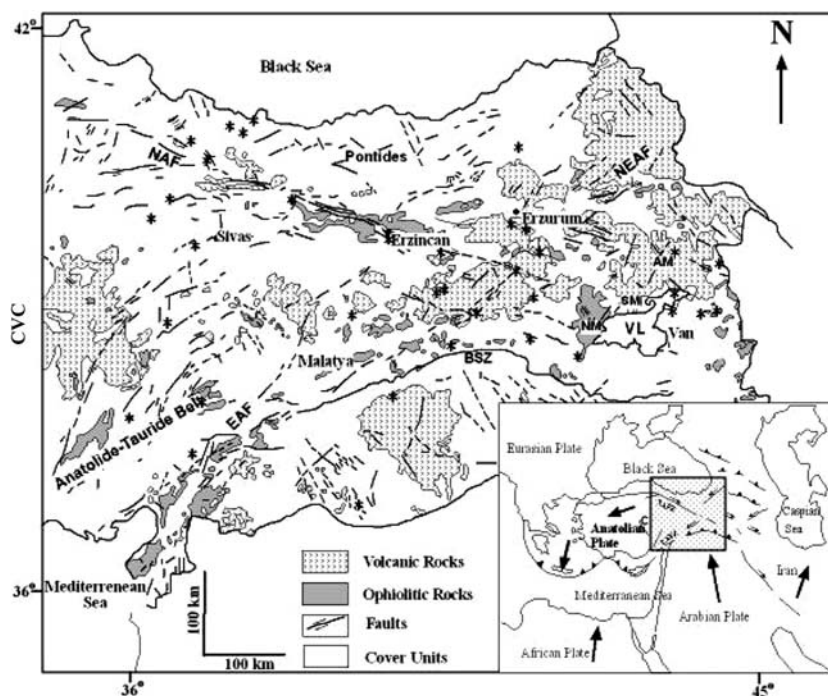 42°
N
Black Sea
NAF
Pontides
NEAF
Erzurum
Sivas
Erzincan
AM
SM
NM
VL
Van
CVC
Malatya
BSZ
EAF
Anatolide-Tauride Belt
36°
Mediterrenean
Sea
100 km
100 km
Volcanic Rocks
Ophiolitic Rocks
Faults
Cover Units
36°
45°
Eurasian Plate
Black Sea
Caspian
Sea
Anatolian
Plate
Iran
Mediterranean Sea
Arabian Plate
African Plate